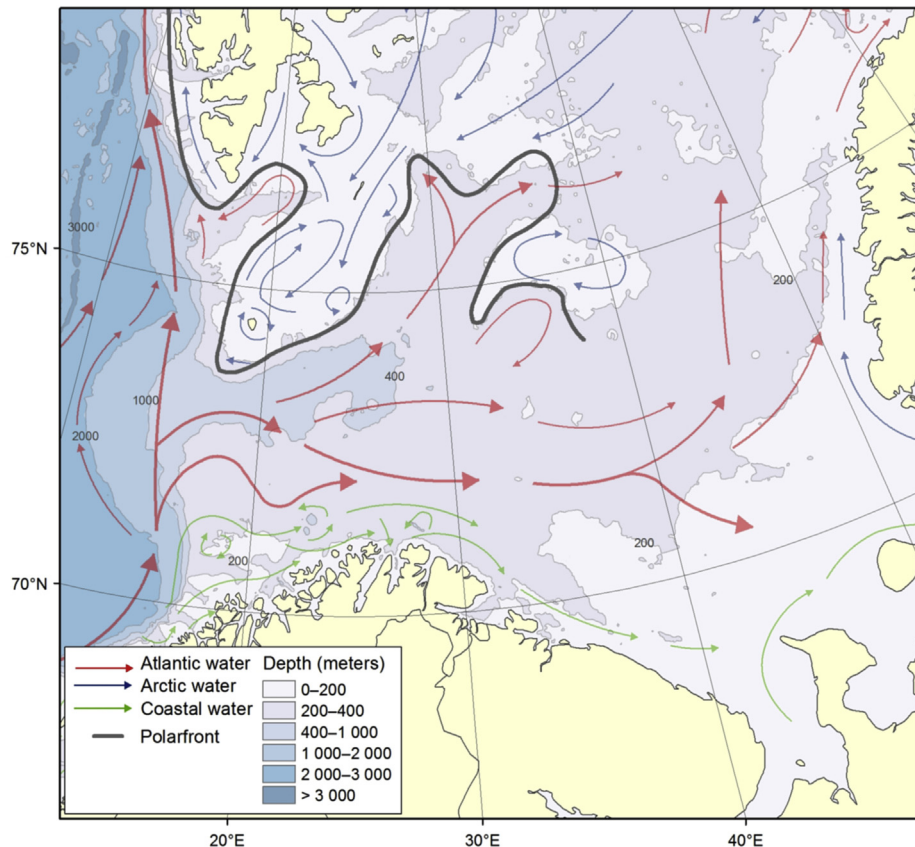 3000
75°N
200
400
1000
2000
200
200
70°N
Atlantic water
Arctic water
Coastal water
Polarfront
Depth (meters)
0–200
200–400
400–1 000
1 000–2 000
2 000–3 000
> 3 000
20°E
30°E
40°E